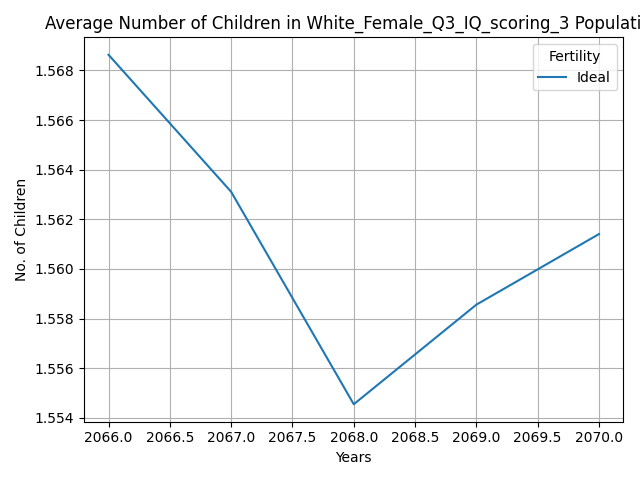 Average Number of Children in White_Female_Q3_IQ_scoring_3 Populati
Fertility
Ideal
1.568
1.566
1.564
1.562
1.560
1.558
1.556
1.554
No. of Children
2066.0 2066.5 2067.0 2067.5 2068.0 2068.5 2069.0 2069.5 2070.0
Years